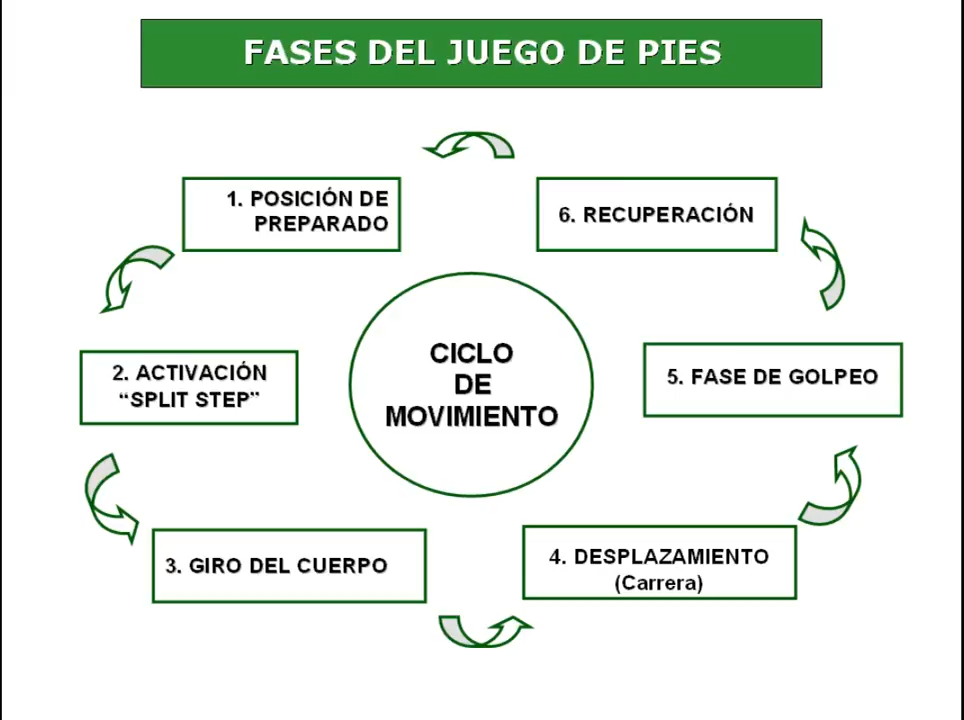 FASES DEL JUEGO DE PIES
1. POSICIÓN DE
PREPARADO
2. ACTIVACIÓN
“SPLIT STEP”
3. GIRO DEL CUERPO
4. DESPLAZAMIENTO
(Carrera)
5. FASE DE GOLPEO
6. RECUPERACIÓN
CICLO
DE
MOVIMIENTO